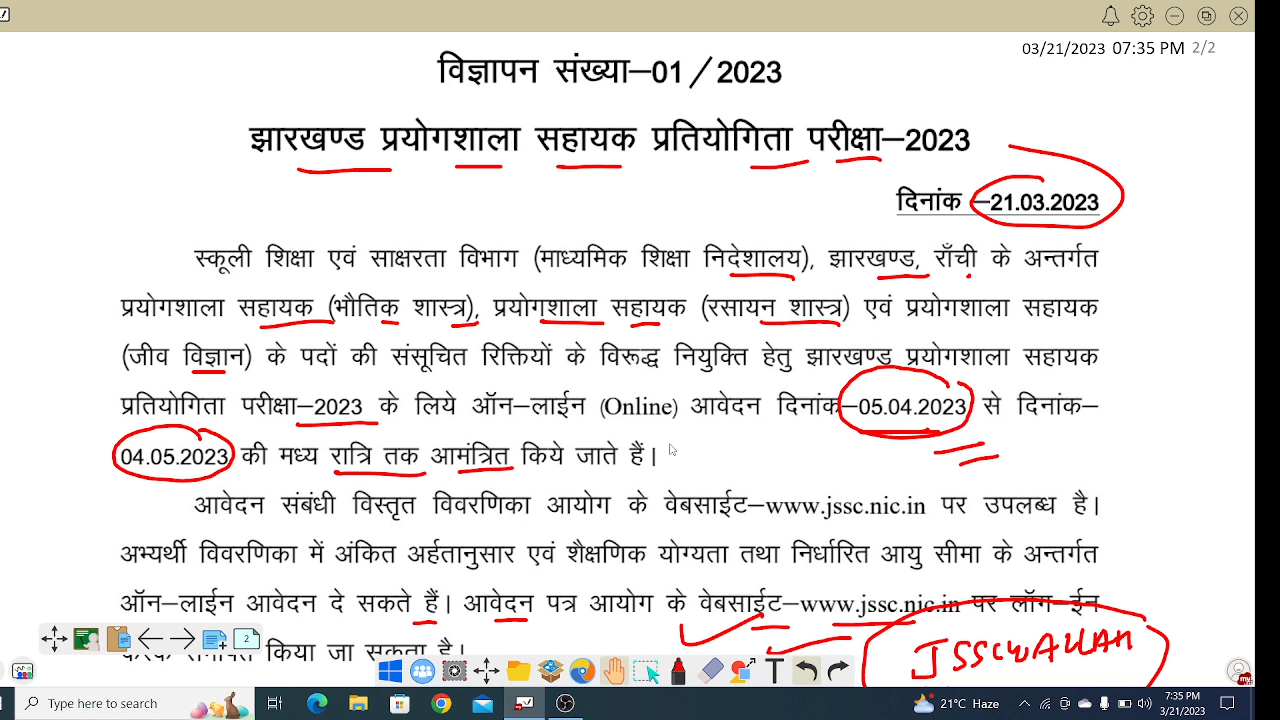 03/21/2023 07:35 PM 2/2
विज्ञापन संख्या–01/2023
झारखण्ड प्रयोगशाला सहायक प्रतियोगिता परीक्षा–2023
दिनांक –21.03.2023
स्कूली शिक्षा एवं साक्षरता विभाग (माध्यमिक शिक्षा निदेशालय), झारखण्ड, राँची के अन्तर्गत
प्रयोगशाला सहायक (भौतिक शास्त्र), प्रयोगशाला सहायक (रसायन शास्त्र) एवं प्रयोगशाला सहायक
(जीव विज्ञान) के पदों की संसूचित रिक्तियों के विरूद्ध नियुक्ति हेतु झारखण्ड प्रयोगशाला सहायक
प्रतियोगिता परीक्षा–2023 के लिये ऑन–लाईन (Online) आवेदन दिनांक–05.04.2023 से दिनांक–
04.05.2023 की मध्य रात्रि तक आमंत्रित किये जाते हैं।
आवेदन संबंधी विस्तृत विवरणिका आयोग के वेबसाईट–www.jssc.nic.in पर उपलब्ध है।
अभ्यर्थी विवरणिका में अंकित अर्हतानुसार एवं शैक्षणिक योग्यता तथा निर्धारित आयु सीमा के अन्तर्गत
ऑन–लाईन आवेदन दे सकते हैं। आवेदन पत्र आयोग के वेबसाईट–www.jssc.nic.in पर लॉग–ईन
किया जा सकता है।
JSSCWALLAH
2
T
Type here to search
21°C Haze
7:35 PM
3/21/2023